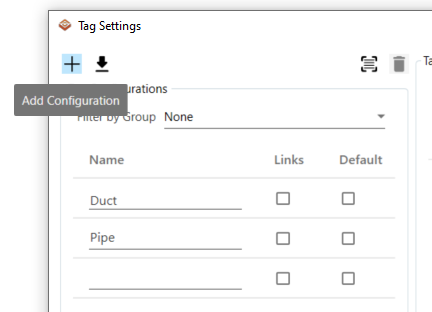 Tag Settings
Ta
Add Configuration
urations
Filter by Group None
Name Links Default
Duct
Pipe